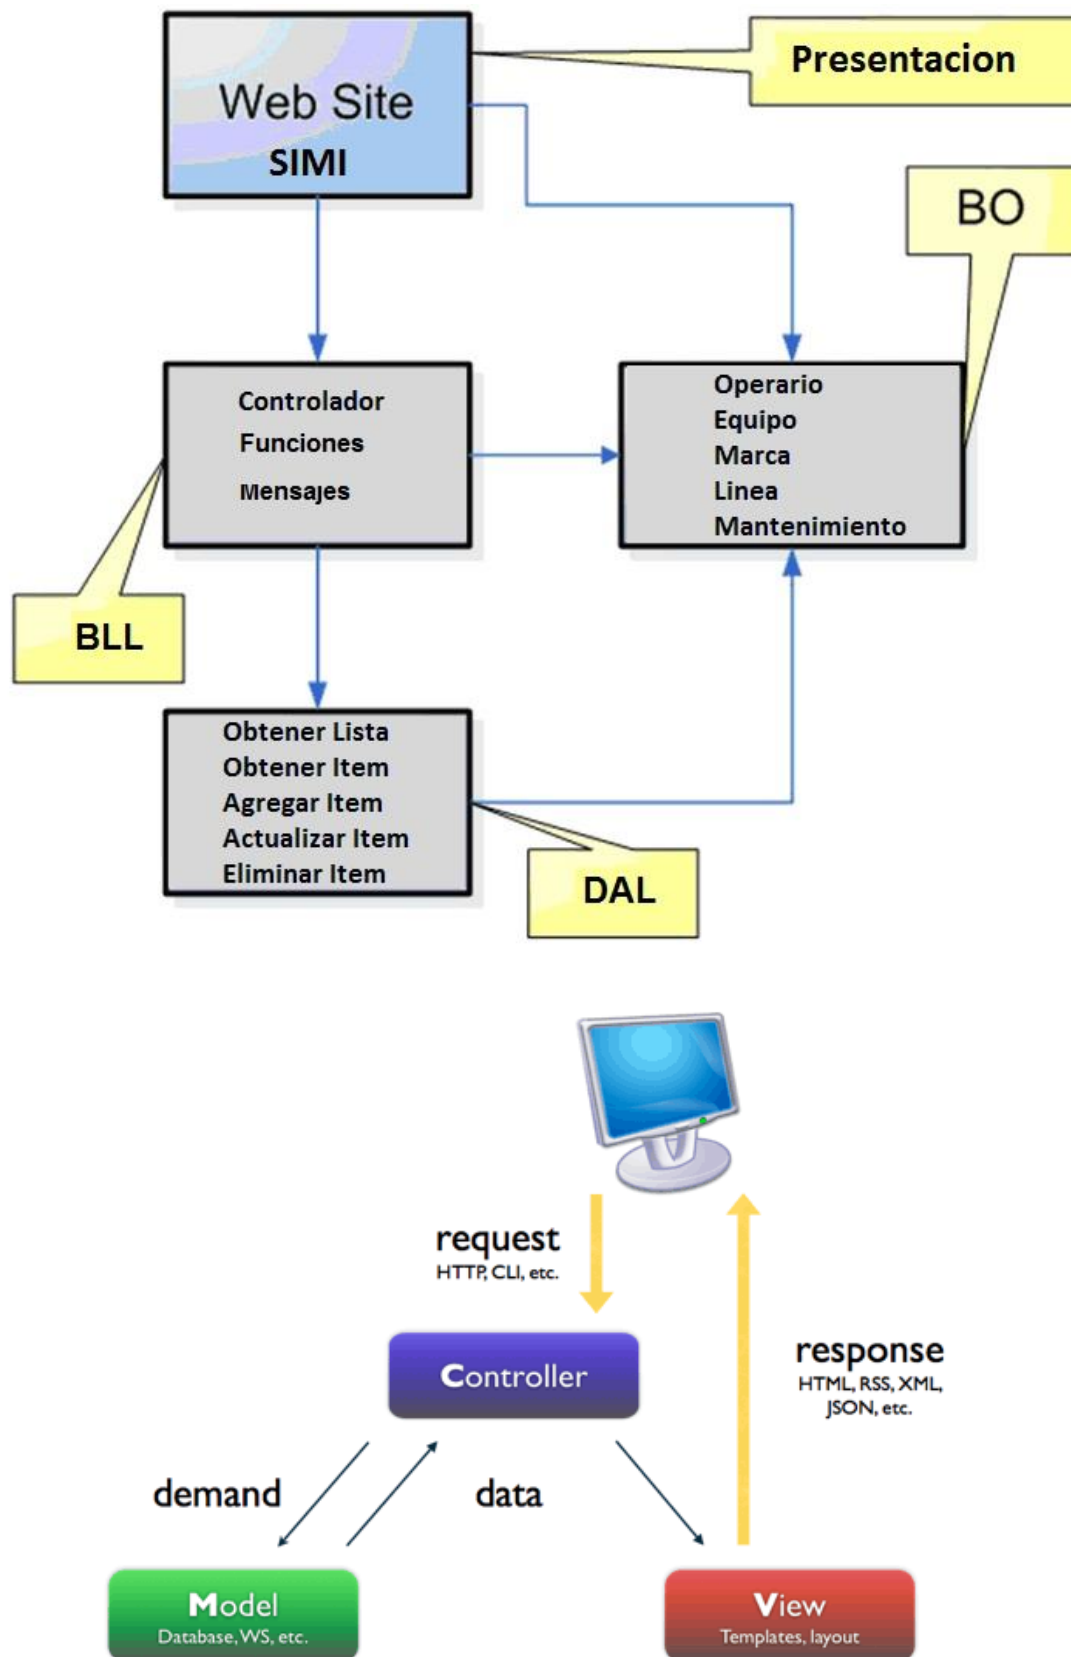 Presentacion
Web Site
SIMI
BO
Controlador
Funciones
Mensajes
Operario
Equipo
Marca
Linea
Mantenimiento
BLL
Obtener Lista
Obtener Item
Agregar Item
Actualizar Item
Eliminar Item
DAL
request
HTTP, CLI, etc.
Controller
response
HTML, RSS, XML,
JSON, etc.
demand
data
Model
Database, WS, etc.
View
Templates, layout